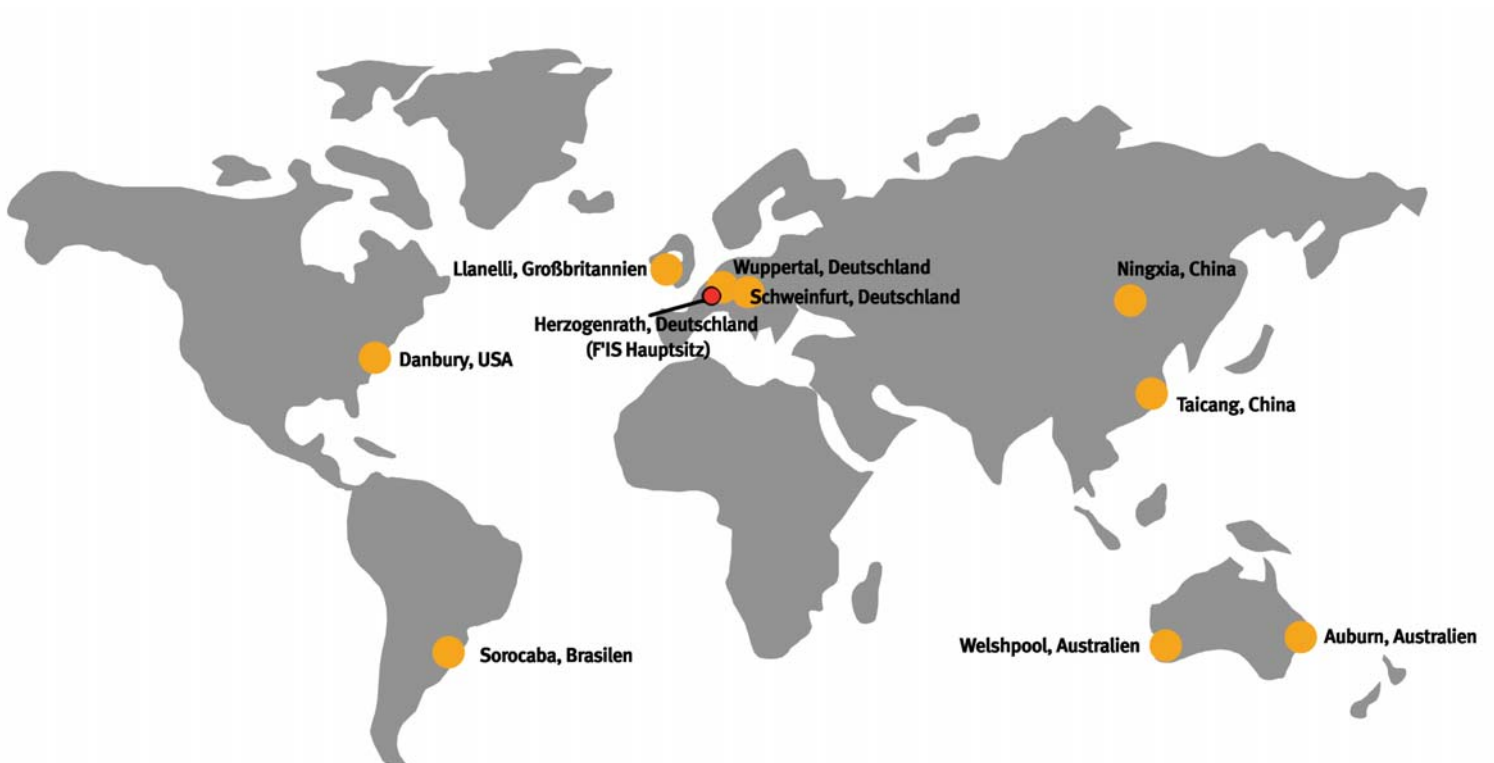 Llanelli, Großbritannien
Wuppertal, Deutschland
Ningxia, China
Schweinfurt, Deutschland
Herzogenrath, Deutschland
(F'IS Hauptsitz)
Danbury, USA
Taicang, China
Welshpool, Australien
Auburn, Australien
Sorocaba, Brasilen